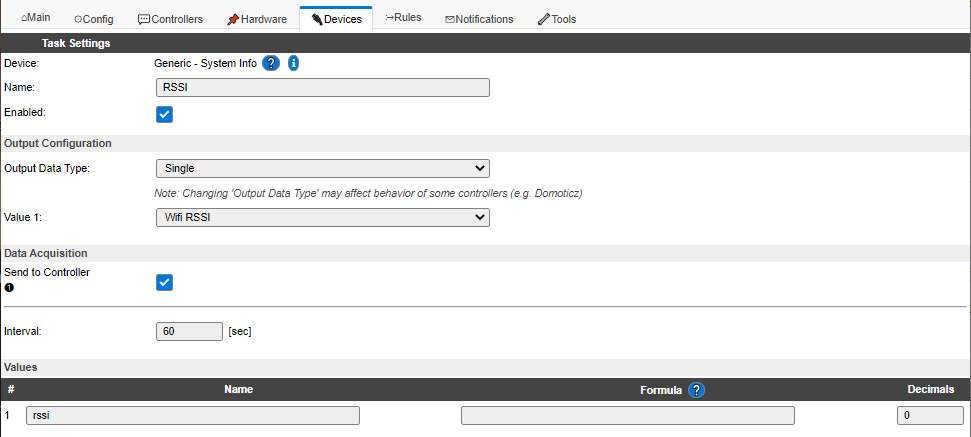 Main Config Controllers Hardware Devices Rules Notifications Tools
Task Settings
Device: Generic - System Info ? i
Name: RSSI
Enabled:
Output Configuration
Output Data Type: Single
Note: Changing 'Output Data Type' may affect behavior of some controllers (e.g. Domoticz)
Value 1: Wifi RSSI
Data Acquisition
Send to Controller
❶
Interval: 60 [sec]
Values
# Name Formula ? Decimals
1 rssi 0